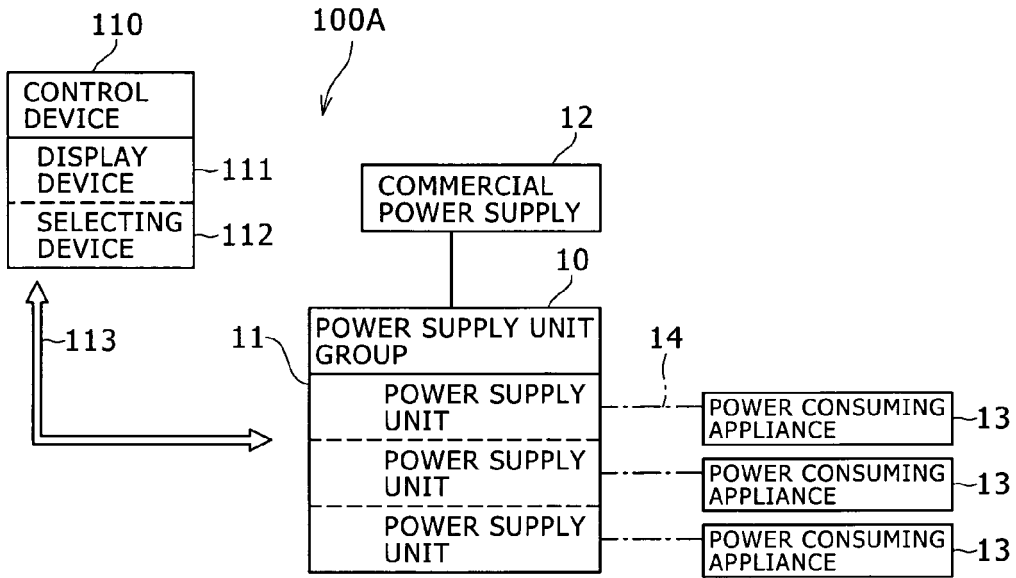 110
100A
CONTROL
DEVICE
DISPLAY
DEVICE
111
SELECTING
DEVICE
112
12
COMMERCIAL
POWER SUPPLY
113
10
11
POWER SUPPLY UNIT
GROUP
14
POWER SUPPLY
UNIT
POWER CONSUMING
APPLIANCE
13
POWER SUPPLY
UNIT
POWER CONSUMING
APPLIANCE
13
POWER SUPPLY
UNIT
POWER CONSUMING
APPLIANCE
13